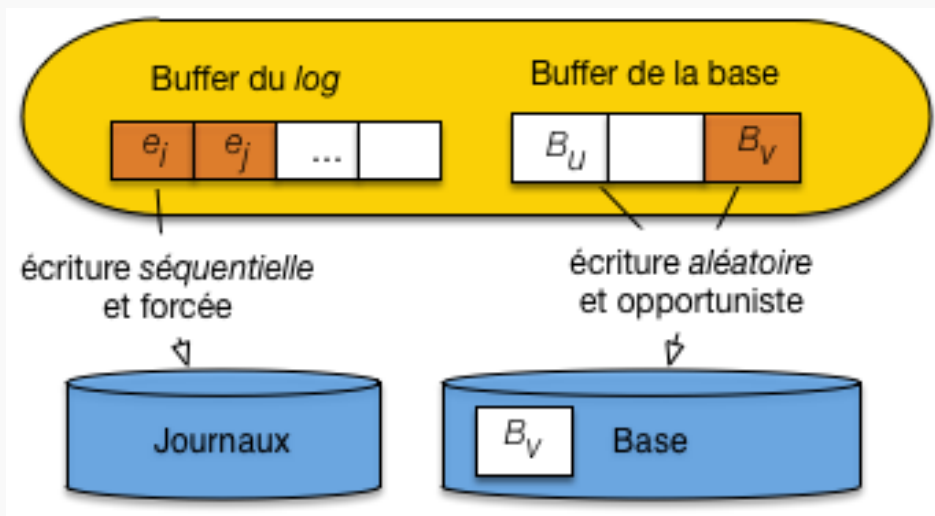 Buffer du log
Buffer de la base
ei ej ...
Bu Bv
écriture séquentielle
et forcée
écriture aléatoire
et opportuniste
Journaux
Bv
Base